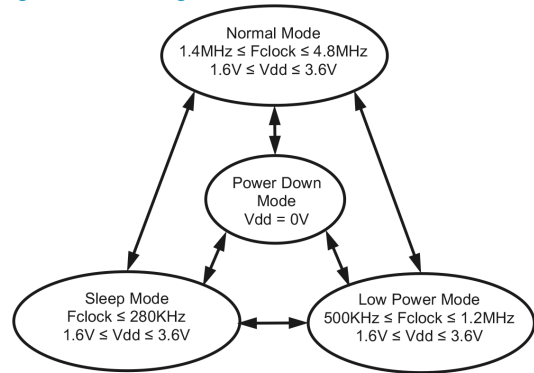 Normal Mode
1.4MHz ≤ Fclock ≤ 4.8MHz
1.6V ≤ Vdd ≤ 3.6V
Power Down
Mode
Vdd = 0V
Sleep Mode
Fclock ≤ 280KHz
1.6V ≤ Vdd ≤ 3.6V
Low Power Mode
500KHz ≤ Fclock ≤ 1.2MHz
1.6V ≤ Vdd ≤ 3.6V